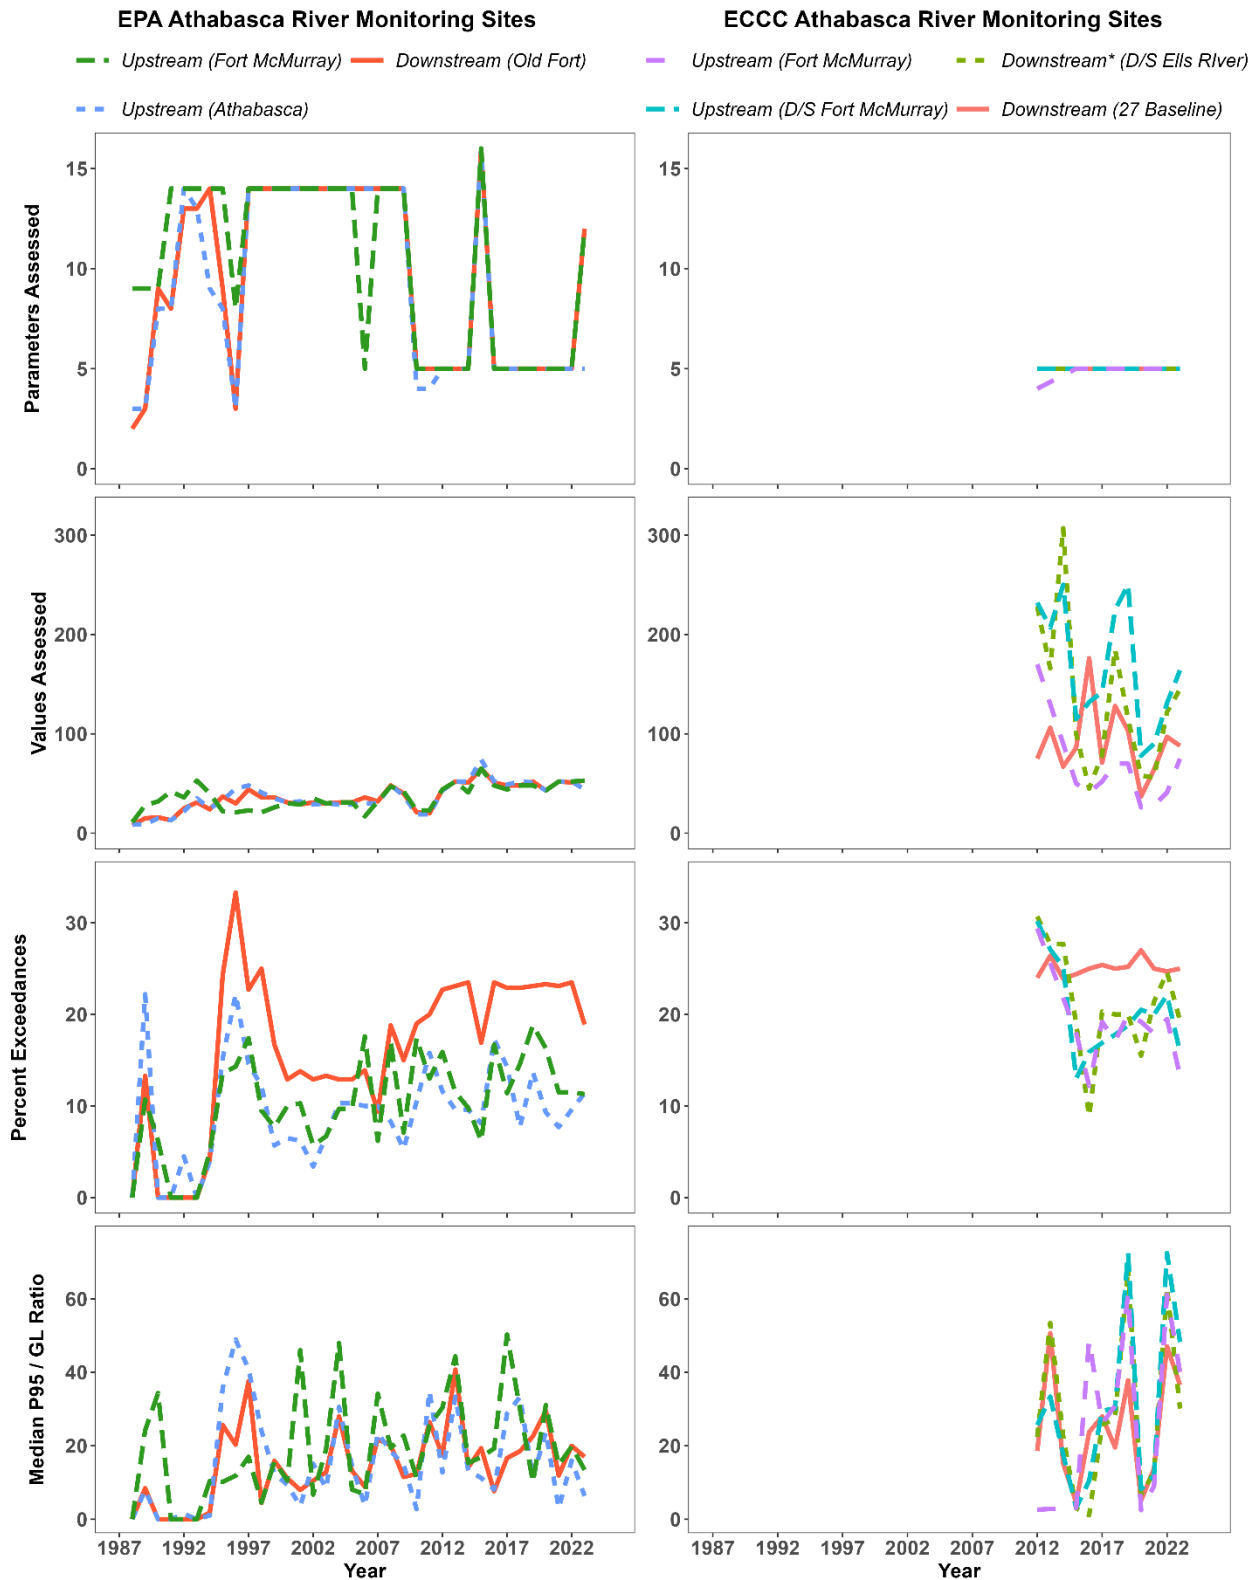 EPA Athabasca River Monitoring Sites
Upstream (Fort McMurray)
Downstream (Old Fort)
Upstream (Athabasca)
ECCC Athabasca River Monitoring Sites
Upstream (Fort McMurray)
Downstream* (D/S Ells RIver)
Upstream (D/S Fort McMurray)
Downstream (27 Baseline)
Parameters Assessed
15
10
5
0
15
10
5
0
Values Assessed
300
200
100
0
300
200
100
0
Percent Exceedances
30
20
10
0
30
20
10
0
Median P95 / GL Ratio
60
40
20
0
60
40
20
0
1987 1992 1997 2002 2007 2012 2017 2022
Year
1987 1992 1997 2002 2007 2012 2017 2022
Year